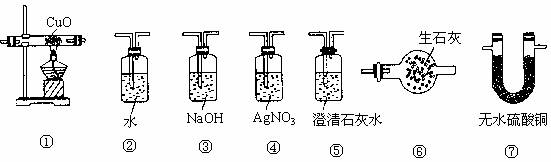 CuO
生石灰
水
NaOH
AgNO₃
澄清石灰水
无水硫酸铜
①
②
③
④
⑤
⑥
⑦